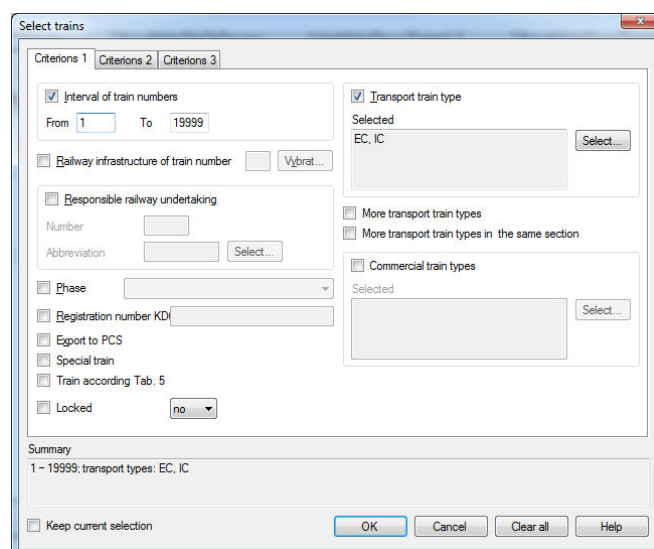 Select trains
Criterions 1 Criterions 2 Criterions 3
Interval of train numbers
From 1 To 19999
Railway infrastructure of train number Vybrat...
Responsible railway undertaking
Number
Abbreviation Select...
Phase
Registration number KD
Export to PCS
Special train
Train according Tab. 5
Locked no
Transport train type
Selected
EC, IC
Select...
More transport train types
More transport train types in the same section
Commercial train types
Selected
Select...
Summary
1 – 19999; transport types: EC, IC
Keep current selection OK Cancel Clear all Help